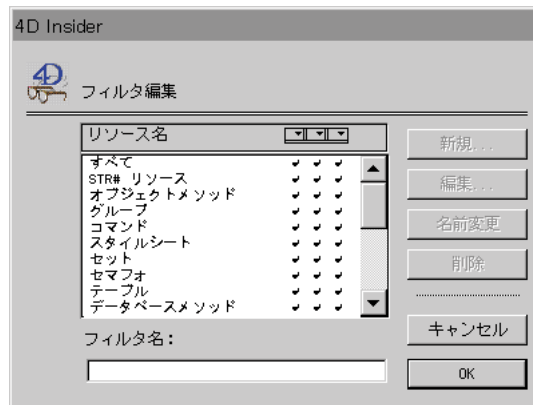 4D Insider
フィルタ編集
リソース名
すべて
STR# リソース
オブジェクトメソッド
グループ
コマンド
スタイルシート
セット
セマフォ
テーブル
データベースメソッド
新規...
編集...
名前変更
削除
フィルタ名：
キャンセル
OK